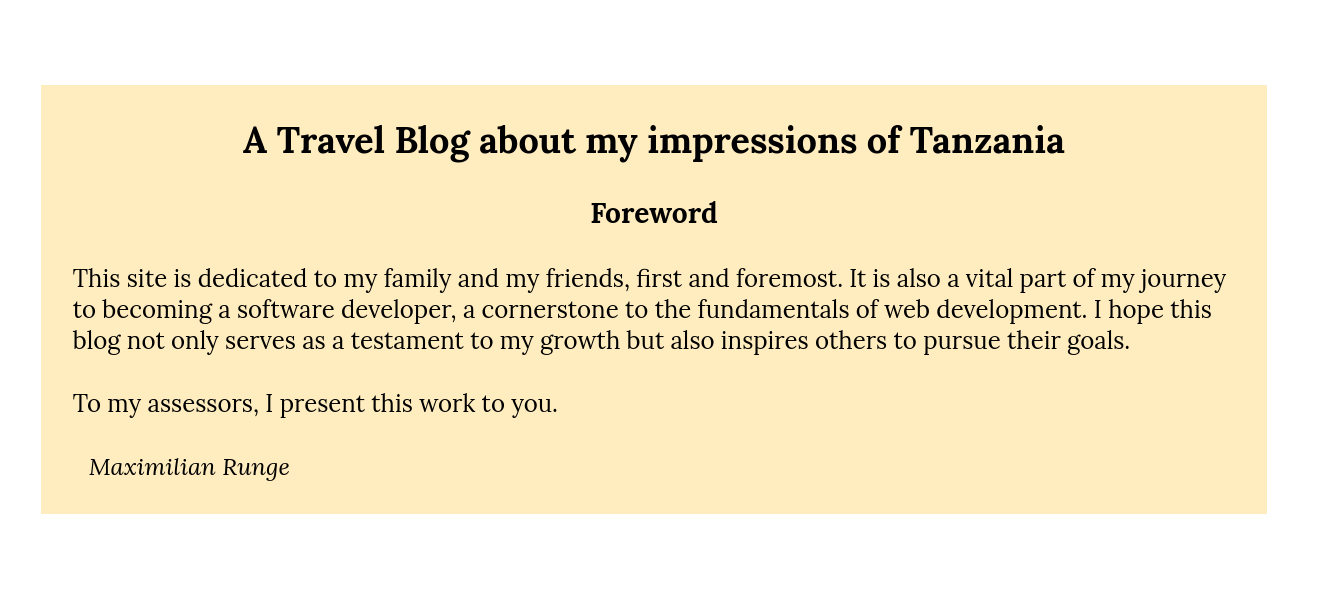 A Travel Blog about my impressions of Tanzania
Foreword
This site is dedicated to my family and my friends, first and foremost. It is also a vital part of my journey
to becoming a software developer, a cornerstone to the fundamentals of web development. I hope this
blog not only serves as a testament to my growth but also inspires others to pursue their goals.
To my assessors, I present this work to you.
Maximilian Runge